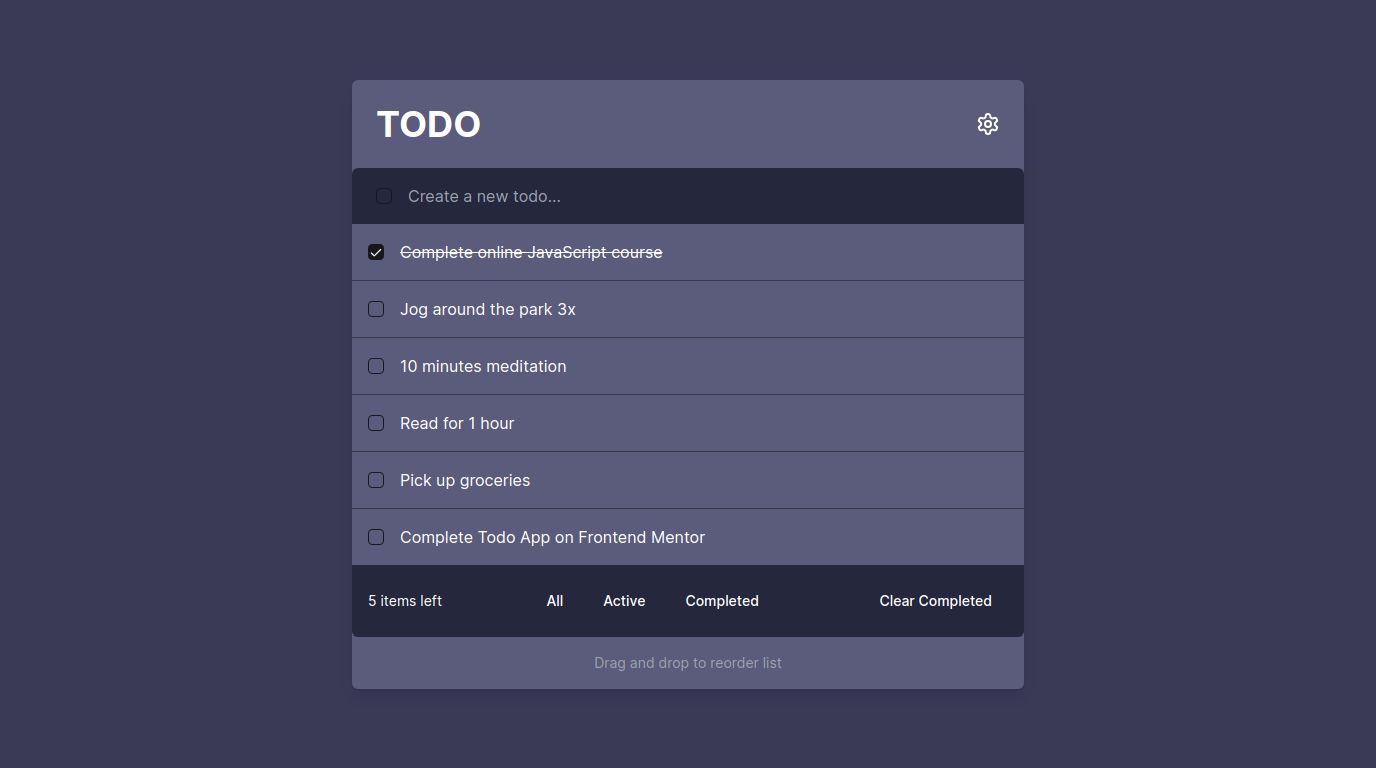 TODO
Create a new todo...
Complete online JavaScript course
Jog around the park 3x
10 minutes meditation
Read for 1 hour
Pick up groceries
Complete Todo App on Frontend Mentor
5 items left All Active Completed Clear Completed
Drag and drop to reorder list